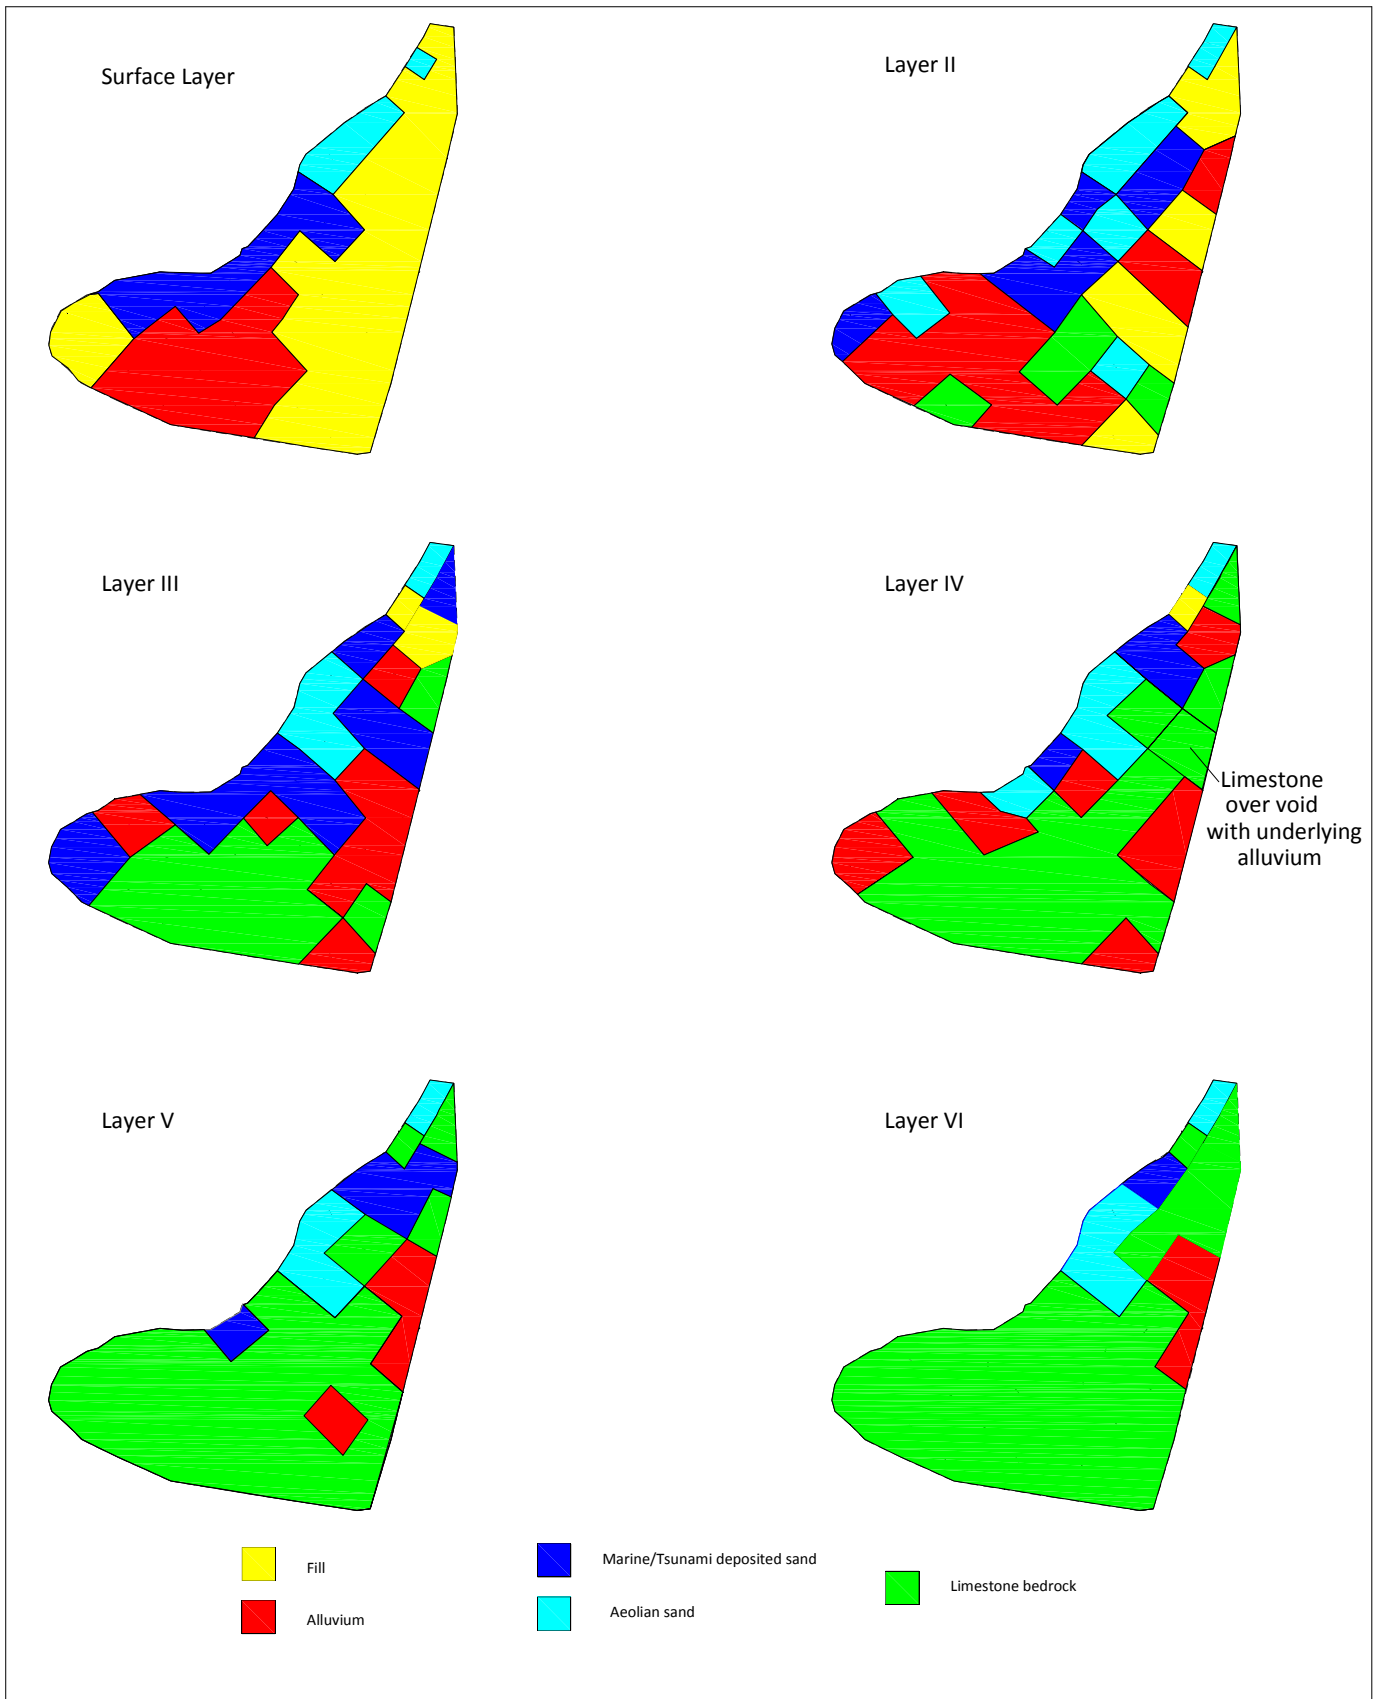 Surface Layer
Layer II
Layer III
Layer IV
Limestone
over void
with underlying
alluvium
Layer V
Layer VI
Fill
Marine/Tsunami deposited sand
Limestone bedrock
Alluvium
Aeolian sand